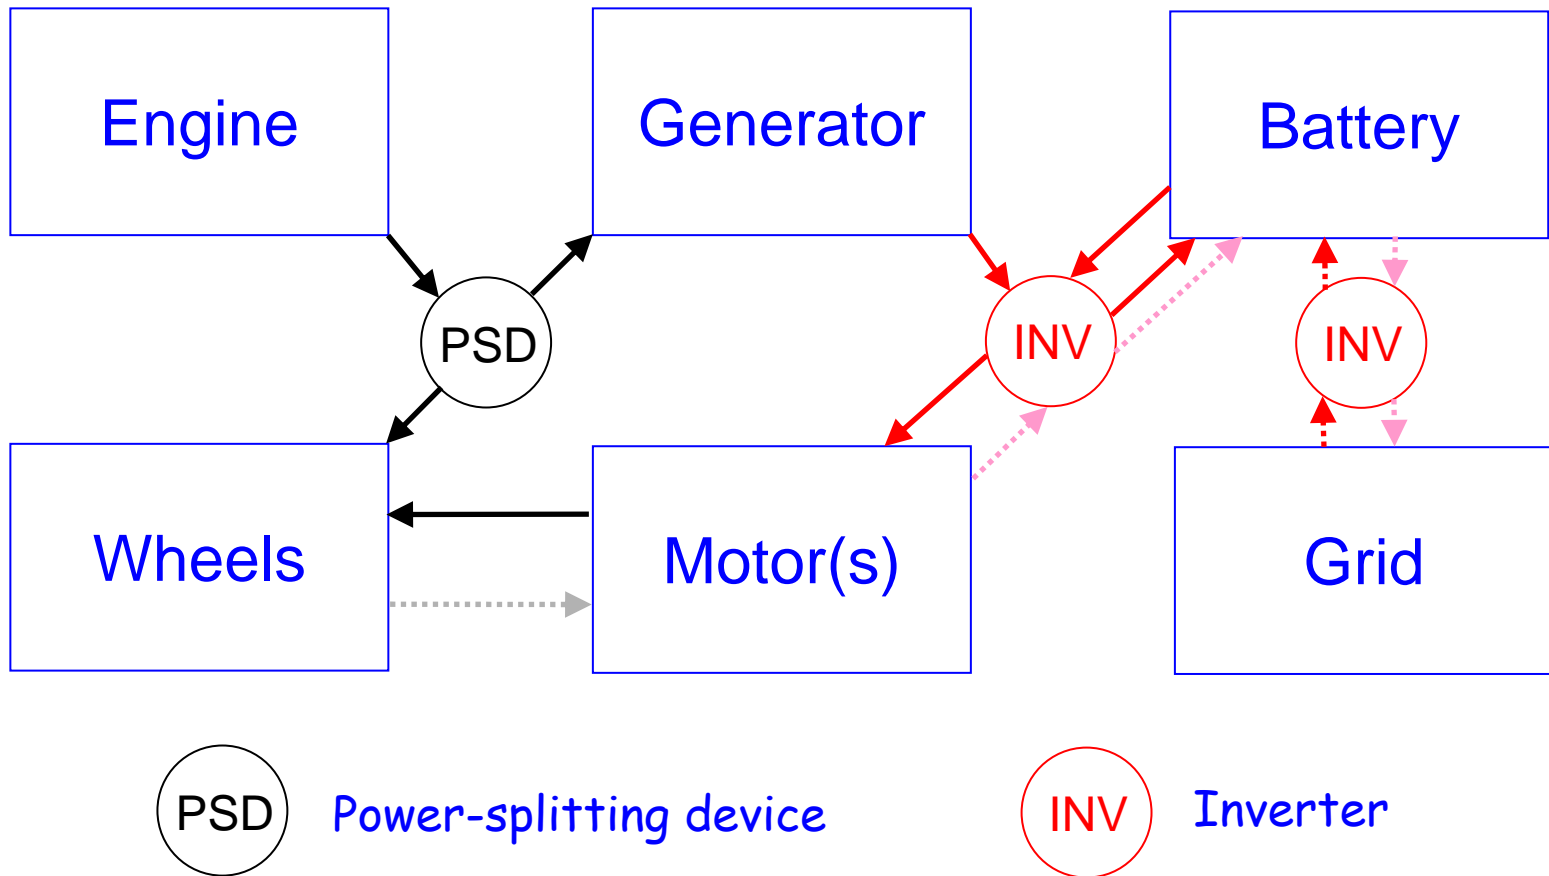 Engine
Generator
Battery
PSD
INV
INV
Wheels
Motor(s)
Grid
PSD
Power-splitting device
INV
Inverter